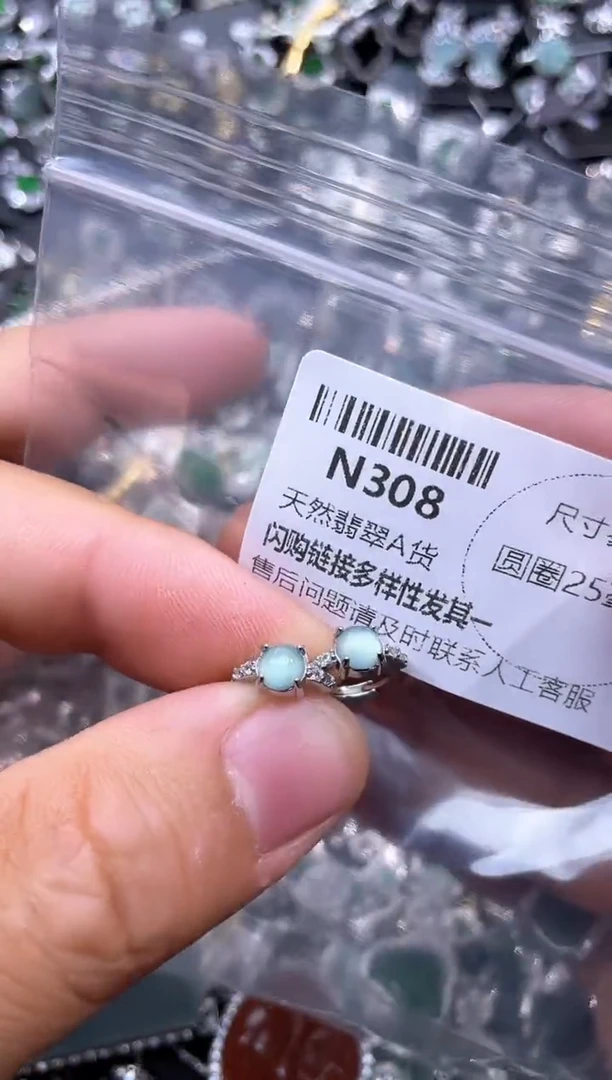 N308
天然翡翠A货
闪购链接多样性发其一
售后问题请及时联系人工客服
尺寸
圆圈25